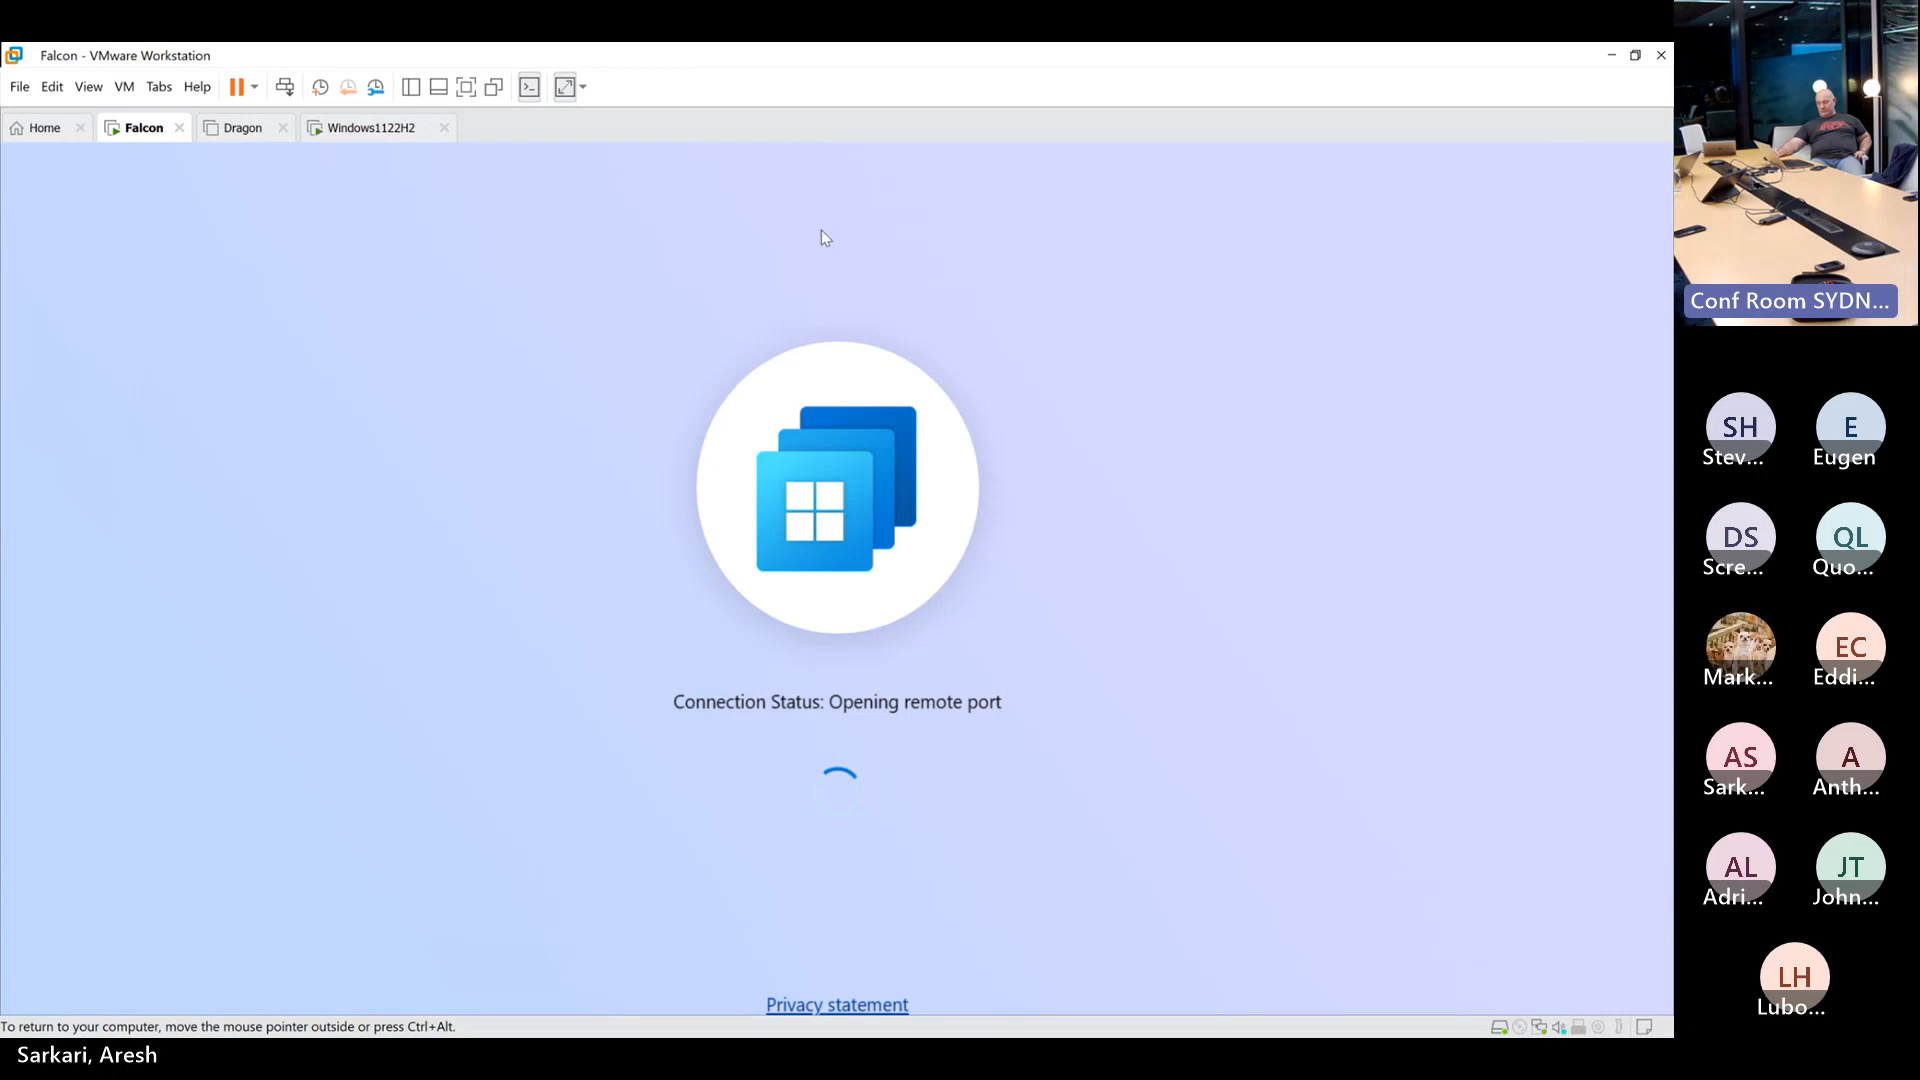 Falcon - VMware Workstation
File Edit View VM Tabs Help
Home Falcon Dragon Windows1122H2
Connection Status: Opening remote port
Privacy statement
To return to your computer, move the mouse pointer outside or press Ctrl+Alt.
Sarkari, Aresh
Conf Room SYDN...
SH E
Stev... Eugen
DS QL
Scre... Quo...
EC
Mark... Eddi...
AS A
Sark... Anth...
AL JT
Adri... John...
LH
Lubo...